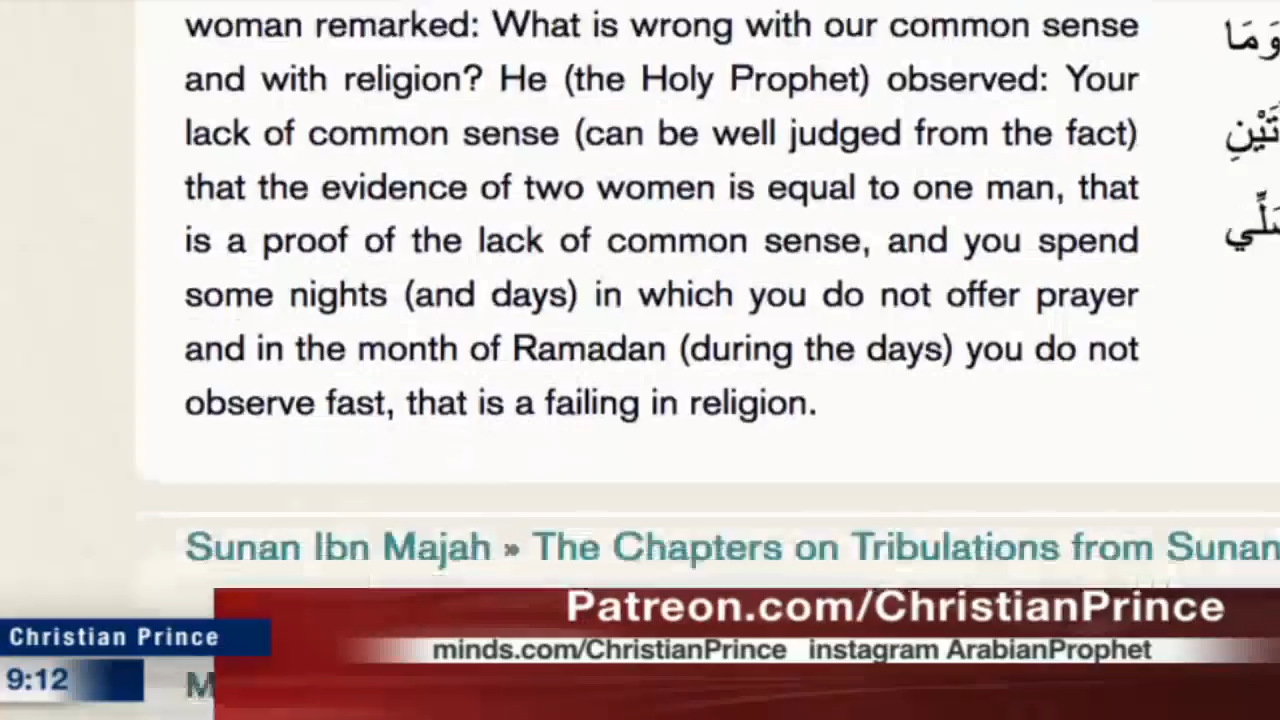 woman remarked: What is wrong with our common sense
and with religion? He (the Holy Prophet) observed: Your
lack of common sense (can be well judged from the fact)
that the evidence of two women is equal to one man, that
is a proof of the lack of common sense, and you spend
some nights (and days) in which you do not offer prayer
and in the month of Ramadan (during the days) you do not
observe fast, that is a failing in religion.
وَمَا
Sunan Ibn Majah » The Chapters on Tribulations from Sunan
Patreon.com/ChristianPrince
Christian Prince
minds.com/ChristianPrince instagram ArabianProphet
9:12